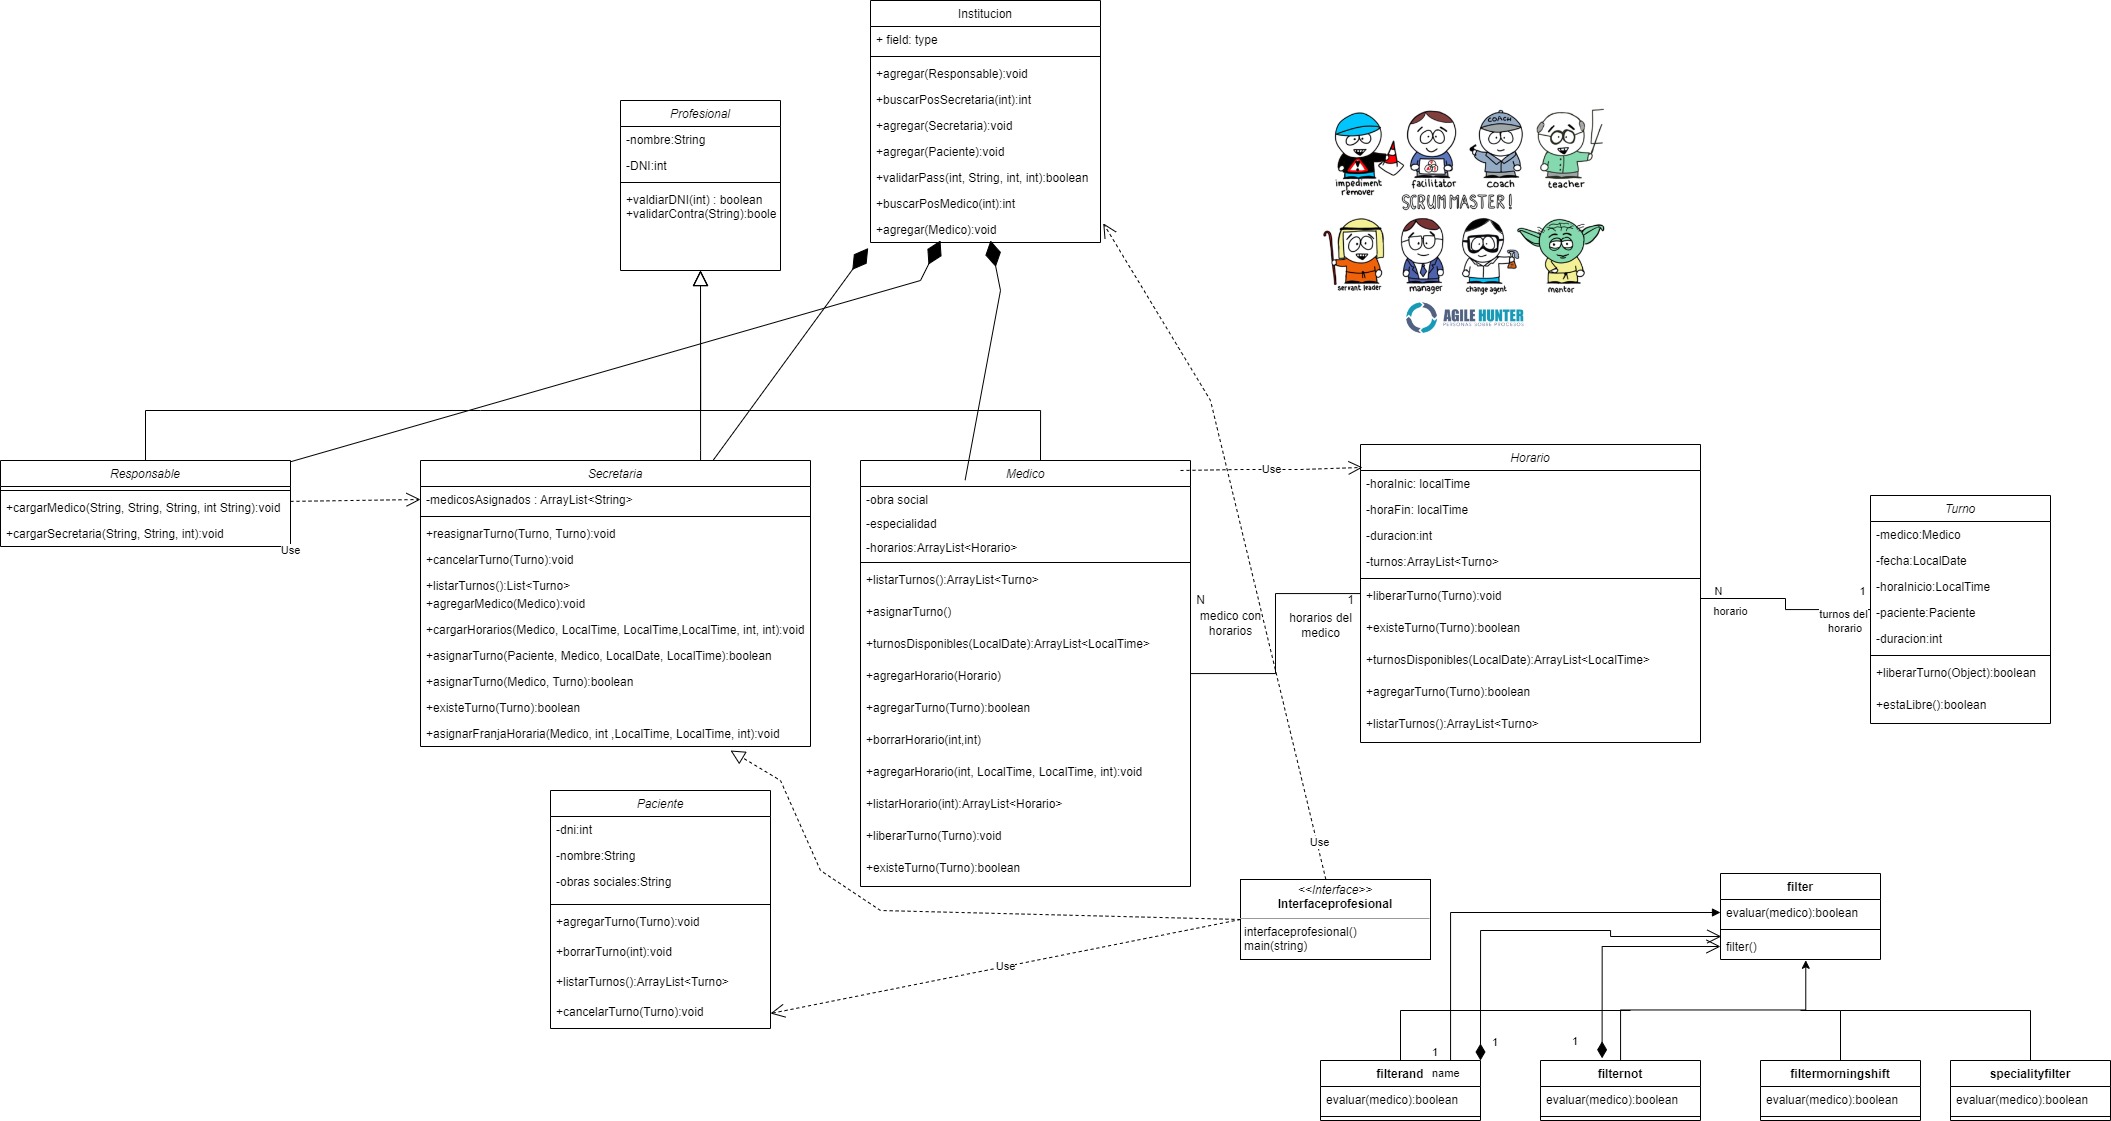 Institucion
+ field: type
+agregar(Responsable):void
+buscarPosSecretaria(int):int
+agregar(Secretaria):void
+agregar(Paciente):void
+validarPass(int, String, int, int):boolean
+buscarPosMedico(int):int
+agregar(Medico):void
Profesional
-nombre:String
-DNI:int
+valdiarDNI(int) : boolean
+validarContra(String):boole
impediment
remover
facilitator
coach
teacher
COACH
SCRUM MASTER!
servant leader
manager
change agent
mentor
AGILE HUNTER
PERSONAL SOBRE PROCESOS
Responsable
+cargarMedico(String, String, String, int String):void
+cargarSecretaria(String, String, int):void
Use
Secretaria
-medicosAsignados : ArrayList<String>
+reasignarTurno(Turno, Turno):void
+cancelarTurno(Turno):void
+listarTurnos():List<Turno>
+agregarMedico(Medico):void
+cargarHorarios(Medico, LocalTime, LocalTime,LocalTime, int, int):void
+asignarTurno(Paciente, Medico, LocalDate, LocalTime):boolean
+asignarTurno(Medico, Turno):boolean
+existeTurno(Turno):boolean
+asignarFranjaHoraria(Medico, int ,LocalTime, LocalTime, int):void
Medico
-obra social
-especialidad
-horarios:ArrayList<Horario>
+listarTurnos():ArrayList<Turno>
+asignarTurno()
+turnosDisponibles(LocalDate):ArrayList<LocalTime>
+agregarHorario(Horario)
+agregarTurno(Turno):boolean
+borrarHorario(int,int)
+agregarHorario(int, LocalTime, LocalTime, int):void
+listarHorario(int):ArrayList<Horario>
+liberarTurno(Turno):void
+existeTurno(Turno):boolean
Use
N
medico con
horarios
1
horarios del
medico
Horario
-horaInic: localTime
-horaFin: localTime
-duracion:int
-turnos:ArrayList<Turno>
+liberarTurno(Turno):void
+existeTurno(Turno):boolean
+turnosDisponibles(LocalDate):ArrayList<LocalTime>
+agregarTurno(Turno):boolean
+listarTurnos():ArrayList<Turno>
N
horario
1
turnos del
horario
Turno
-medico:Medico
-fecha:LocalDate
-horaInicio:LocalTime
-paciente:Paciente
-duracion:int
+liberarTurno(Object):boolean
+estaLibre():boolean
Paciente
-dni:int
-nombre:String
-obras sociales:String
+agregarTurno(Turno):void
+borrarTurno(int):void
+listarTurnos():ArrayList<Turno>
+cancelarTurno(Turno):void
Use
Use
<<Interface>>
Interfaceprofesional
interfaceprofesional()
main(string)
filter
evaluar(medico):boolean
filter()
1
1
1
filterand
name
evaluar(medico):boolean
filternot
evaluar(medico):boolean
filtermorningshift
evaluar(medico):boolean
specialityfilter
evaluar(medico):boolean